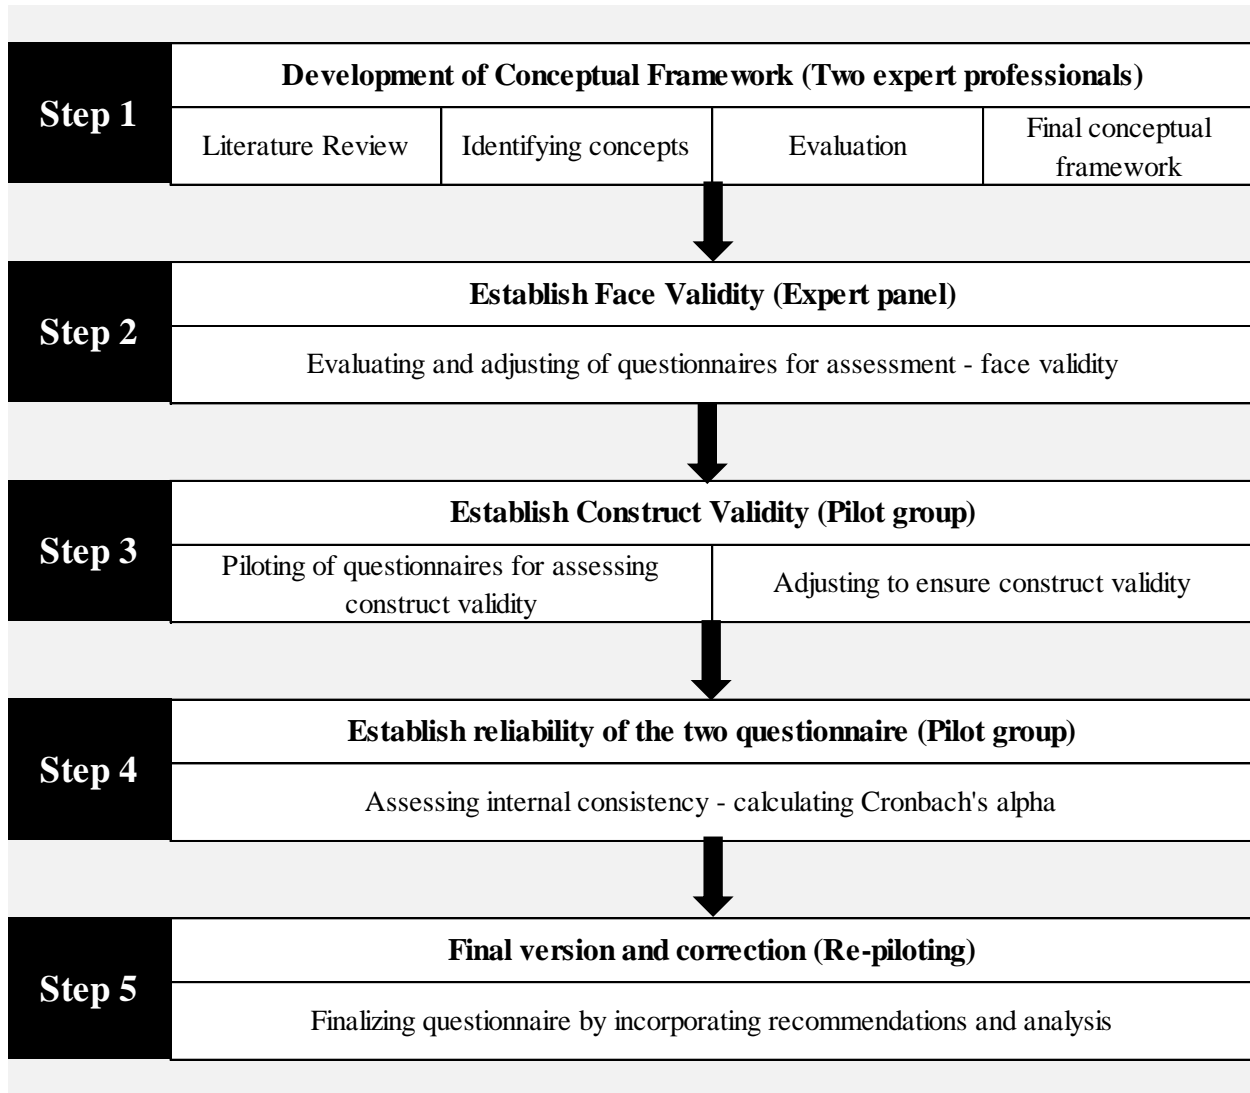 Step 1
Development of Conceptual Framework (Two expert professionals)
Literature Review
Identifying concepts
Evaluation
Final conceptual
framework
Step 2
Establish Face Validity (Expert panel)
Evaluating and adjusting of questionnaires for assessment - face validity
Step 3
Establish Construct Validity (Pilot group)
Piloting of questionnaires for assessing
construct validity
Adjusting to ensure construct validity
Step 4
Establish reliability of the two questionnaire (Pilot group)
Assessing internal consistency - calculating Cronbach's alpha
Step 5
Final version and correction (Re-piloting)
Finalizing questionnaire by incorporating recommendations and analysis